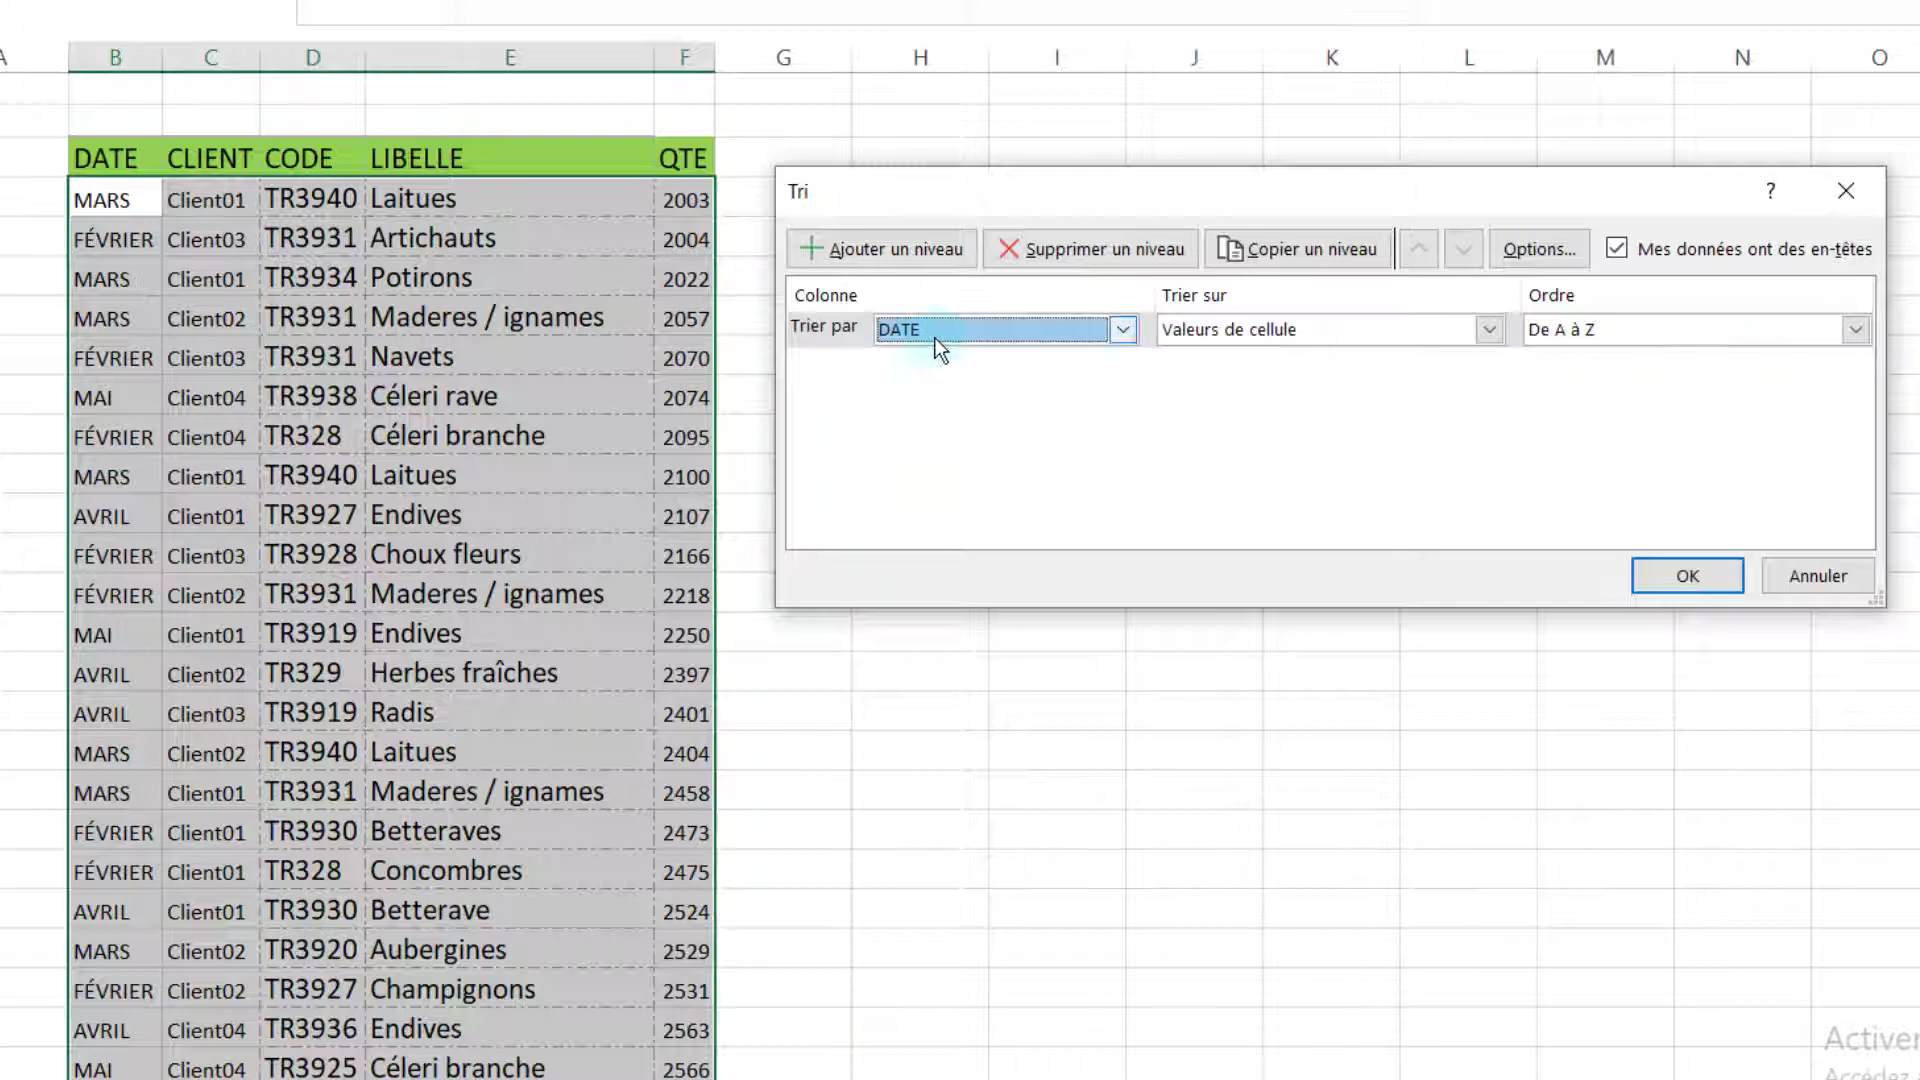 A B C D E F G H I J K L M N O
DATE CLIENT CODE LIBELLE QTE
MARS Client01 TR3940 Laitues 2003
FÉVRIER Client03 TR3931 Artichauts 2004
MARS Client01 TR3934 Potirons 2022
MARS Client02 TR3931 Maderes / ignames 2057
FÉVRIER Client03 TR3931 Navets 2070
MAI Client04 TR3938 Céleri rave 2074
FÉVRIER Client04 TR328 Céleri branche 2095
MARS Client01 TR3940 Laitues 2100
AVRIL Client01 TR3927 Endives 2107
FÉVRIER Client03 TR3928 Choux fleurs 2166
FÉVRIER Client02 TR3931 Maderes / ignames 2218
MAI Client01 TR3919 Endives 2250
AVRIL Client02 TR329 Herbes fraîches 2397
AVRIL Client03 TR3919 Radis 2401
MARS Client02 TR3940 Laitues 2404
MARS Client01 TR3931 Maderes / ignames 2458
FÉVRIER Client01 TR3930 Betteraves 2473
FÉVRIER Client01 TR328 Concombres 2475
AVRIL Client01 TR3930 Betterave 2524
MARS Client02 TR3920 Aubergines 2529
FÉVRIER Client02 TR3927 Champignons 2531
AVRIL Client04 TR3936 Endives 2563
MAI Client04 TR3925 Céleri branche 2566
Tri ?
Ajouter un niveau Supprimer un niveau Copier un niveau Options... Mes données ont des en-têtes
Colonne Trier sur Ordre
Trier par DATE Valeurs de cellule De A à Z
OK Annuler
Activer